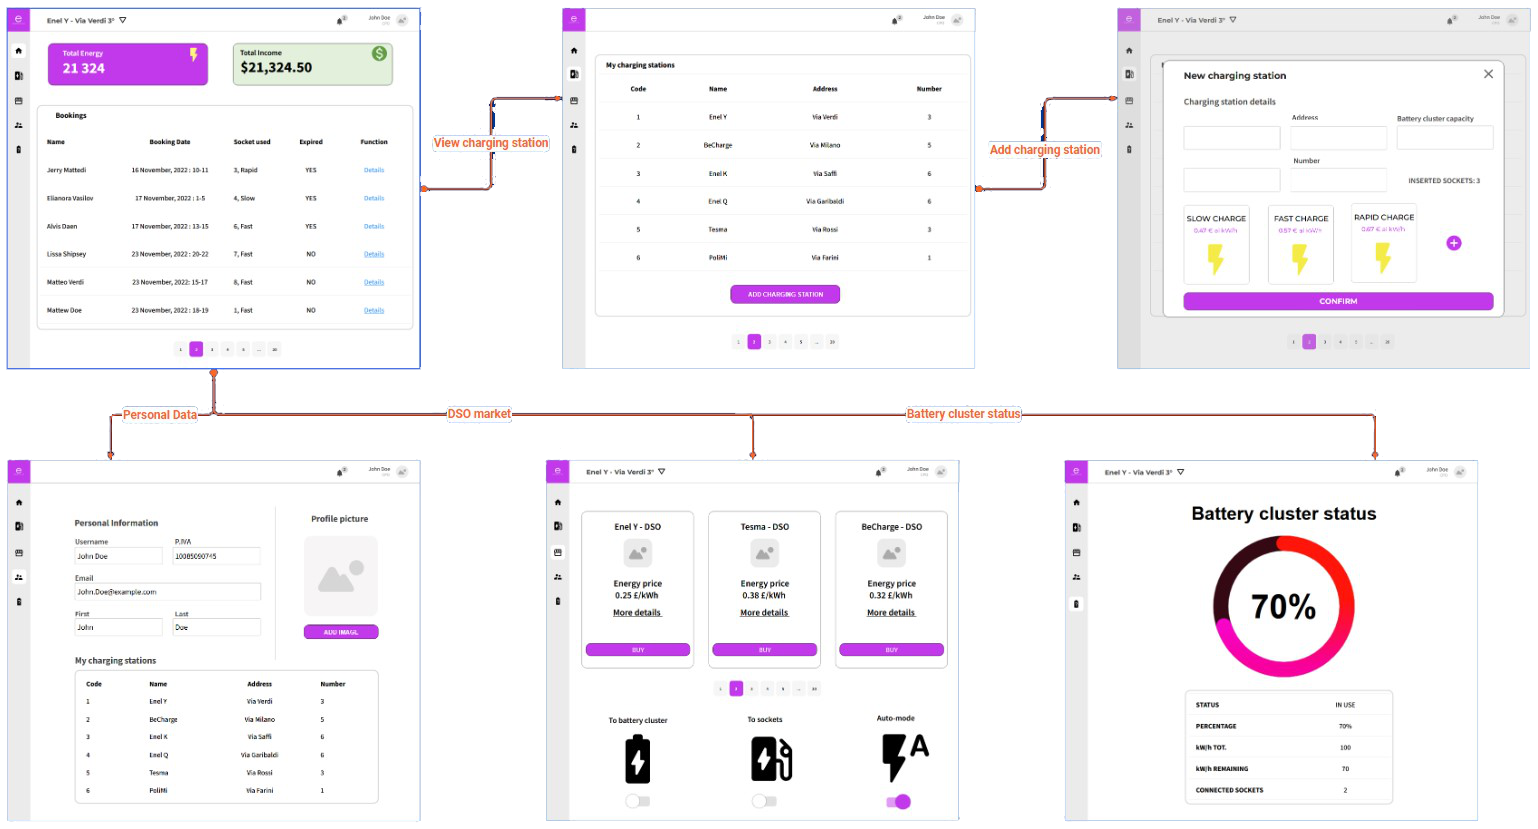 e
Enel Y - Via Verdi 3°
John Doe
Total Energy
21 324
Total Income
$21,324.50
$
Bookings
Name Booking Date Socket used Expired Function
Jerry Mattedi 16 November, 2022 : 10-11 3, Rapid YES Details
Elianora Vasilov 17 November, 2022 : 1-5 4, Slow YES Details
Alvis Daen 17 November, 2022 : 13-15 6, Fast YES Details
Lissa Shipsey 23 November, 2022 : 20-22 7, Fast NO Details
Matteo Verdi 23 November, 2022: 15-17 8, Fast NO Details
Mattew Doe 23 November, 2022 : 18-19 1, Fast NO Details
View charging station
e
John Doe
My charging stations
Code Name Address Number
1 Enel Y Via Verdi 3
2 BeCharge Via Milano 5
3 Enel K Via Saffi 6
4 Enel Q Via Garibaldi 6
5 Tesma Via Rossi 3
6 PoliMi Via Farini 1
ADD CHARGING STATION
Add charging station
e
Enel Y - Via Verdi 3°
John Doe
New charging station
Charging station details
Address
Battery cluster capacity
Number
INSERTED SOCKETS: 3
SLOW CHARGE
0.47 € al kW/h
FAST CHARGE
0.57 € al kW/h
RAPID CHARGE
0.67 € al kW/h
CONFIRM
Personal Data
DSO market
Battery cluster status
e
John Doe
Personal Information
Username P.IVA
John Doe 10085090745
Email
John.Doe@example.com
First Last
John Doe
Profile picture
ADD IMAGE
My charging stations
Code Name Address Number
1 Enel Y Via Verdi 3
2 BeCharge Via Milano 5
3 Enel K Via Saffi 6
4 Enel Q Via Garibaldi 6
5 Tesma Via Rossi 3
6 PoliMi Via Farini 1
e
Enel Y - Via Verdi 3°
John Doe
Enel Y - DSO
Energy price
0.25 £/kWh
More details
BUY
Tesma - DSO
Energy price
0.38 £/kWh
More details
BUY
BeCharge - DSO
Energy price
0.32 £/kWh
More details
BUY
To battery cluster
To sockets
Auto-mode
A
e
Enel Y - Via Verdi 3°
John Doe
Battery cluster status
70%
STATUS IN USE
PERCENTAGE 70%
kW/h TOT. 100
kW/h REMAINING 70
CONNECTED SOCKETS 2